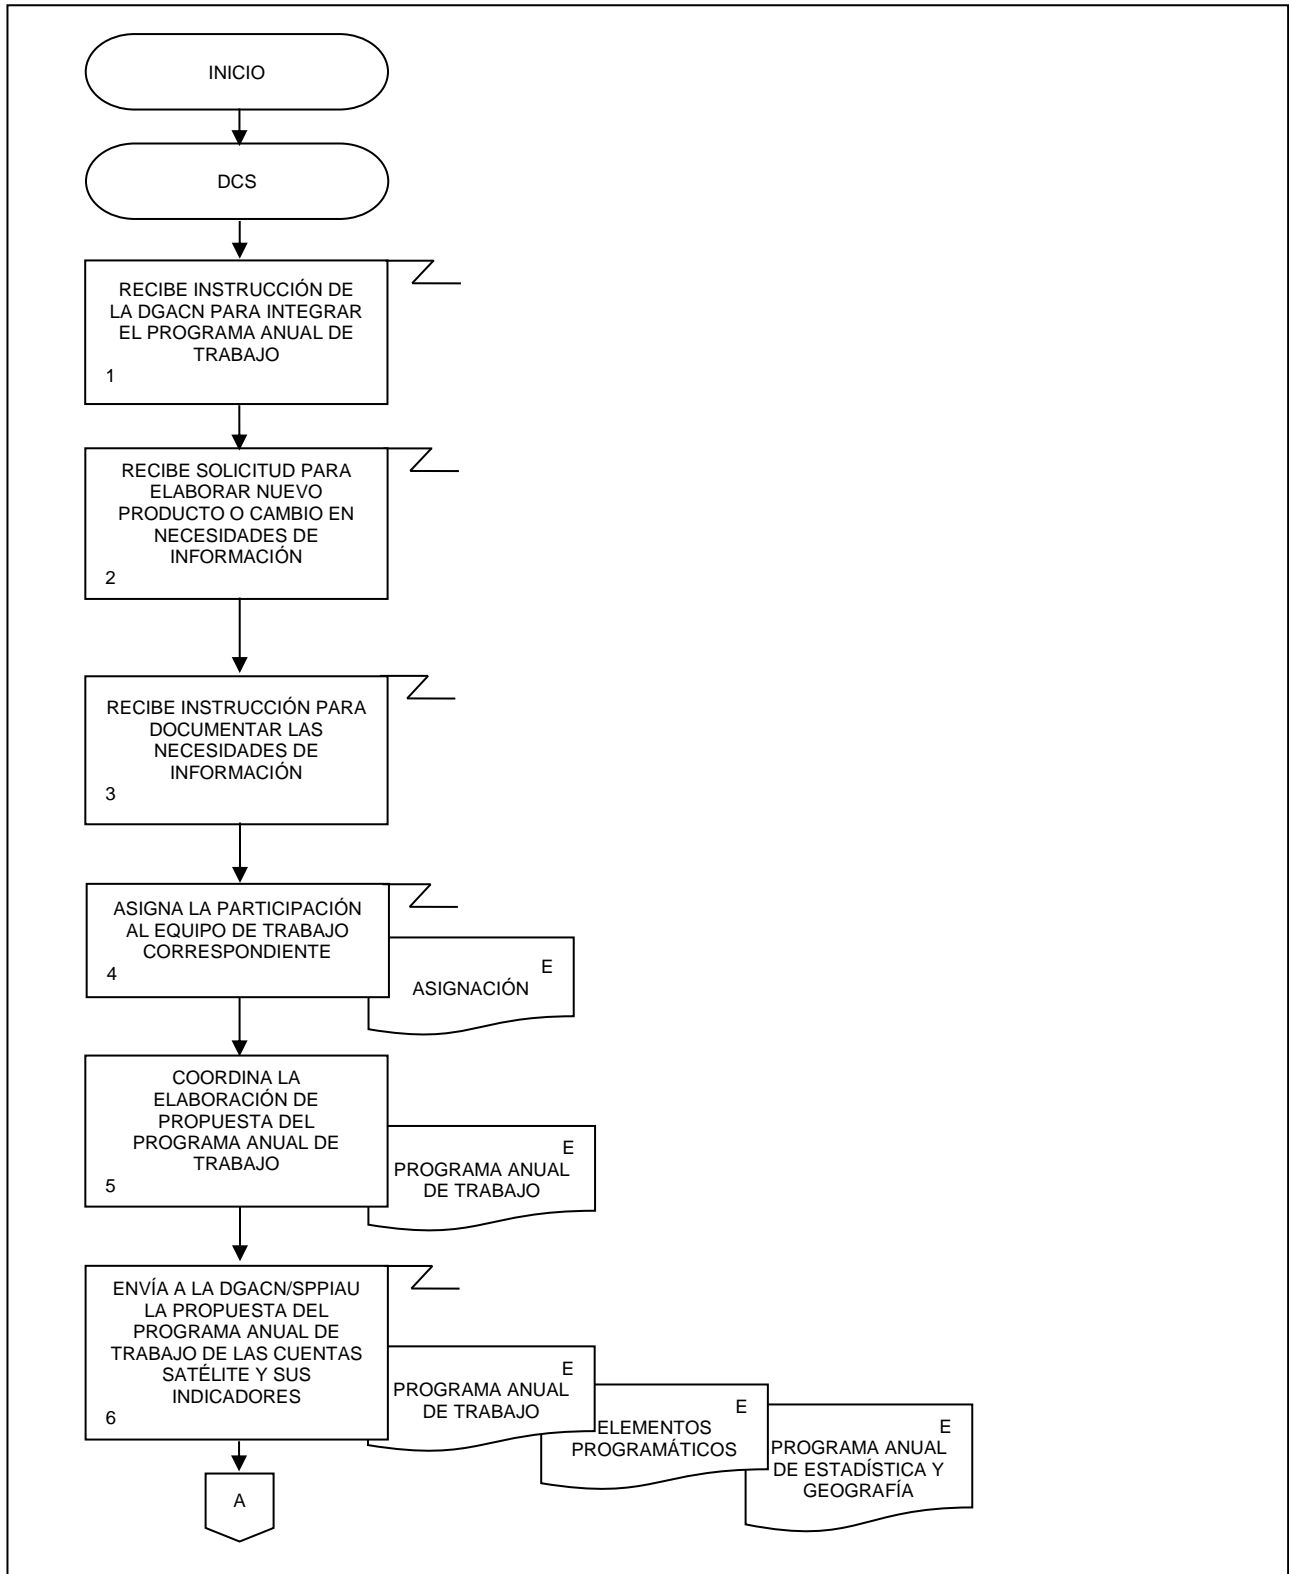 INICIO
DCS
RECIBE INSTRUCCIÓN DE
LA DGACN PARA INTEGRAR
EL PROGRAMA ANUAL DE
TRABAJO
1
RECIBE SOLICITUD PARA
ELABORAR NUEVO
PRODUCTO O CAMBIO EN
NECESIDADES DE
INFORMACIÓN
2
RECIBE INSTRUCCIÓN PARA
DOCUMENTAR LAS
NECESIDADES DE
INFORMACIÓN
3
ASIGNA LA PARTICIPACIÓN
AL EQUIPO DE TRABAJO
CORRESPONDIENTE
4
E
ASIGNACIÓN
COORDINA LA
ELABORACIÓN DE
PROPUESTA DEL
PROGRAMA ANUAL DE
TRABAJO
5
E
PROGRAMA ANUAL
DE TRABAJO
ENVÍA A LA DGACN/SPPIAU
LA PROPUESTA DEL
PROGRAMA ANUAL DE
TRABAJO DE LAS CUENTAS
SATÉLITE Y SUS
INDICADORES
6
E
PROGRAMA ANUAL
DE TRABAJO
E
ELEMENTOS
PROGRAMÁTICOS
E
PROGRAMA ANUAL
DE ESTADÍSTICA Y
GEOGRAFÍA
A